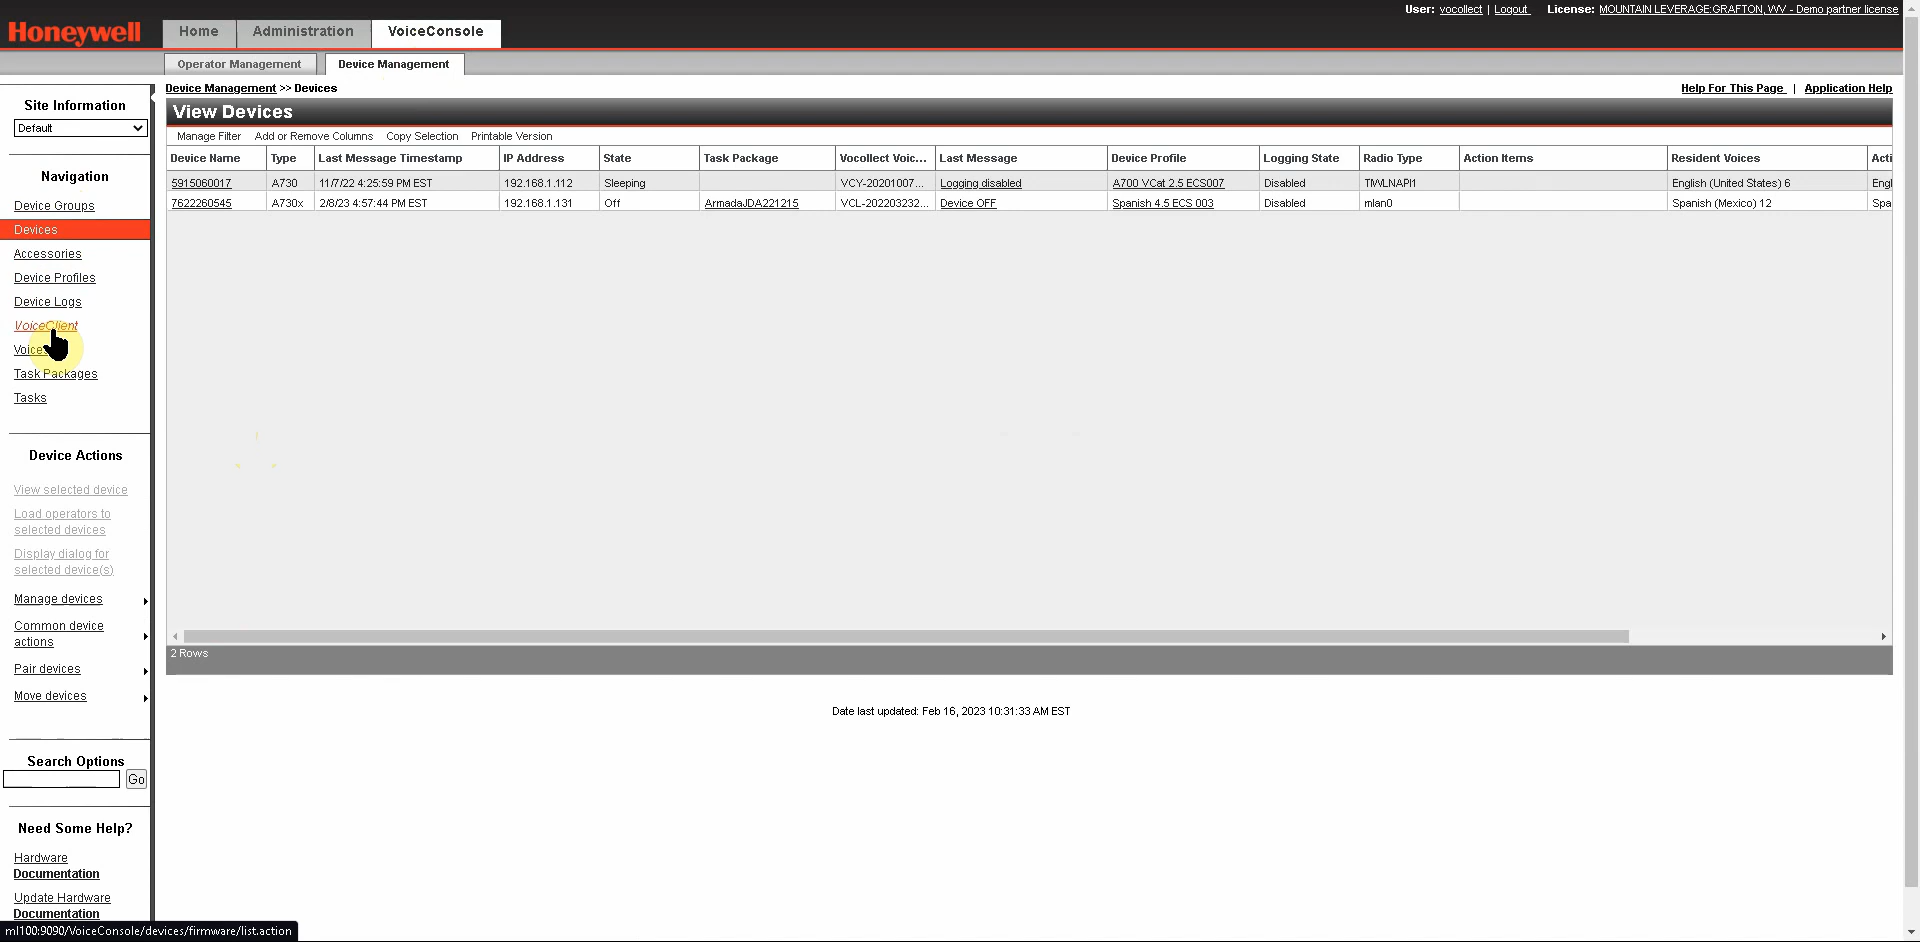 User: vocollect | Logout License: MOUNTAIN LEVERAGE:GRAFTON, WV - Demo partner license
Honeywell
Home Administration VoiceConsole
Operator Management Device Management
Device Management >> Devices
Help For This Page | Application Help
Site Information
Default
Navigation
Device Groups
Devices
Accessories
Device Profiles
Device Logs
VoiceClient
Voices
Task Packages
Tasks
Device Actions
View selected device
Load operators to
selected devices
Display dialog for
selected device(s)
Manage devices
Common device
actions
Pair devices
Move devices
Search Options
Go
Need Some Help?
Hardware
Documentation
Update Hardware
Documentation
View Devices
Manage Filter Add or Remove Columns Copy Selection Printable Version
Device Name Type Last Message Timestamp IP Address State Task Package Vocollect Voic... Last Message Device Profile Logging State Radio Type Action Items Resident Voices Acti
5915060017 A730 11/7/22 4:25:59 PM EST 192.168.1.112 Sleeping VCY-20201007... Logging disabled A700 VCat 2.5 ECS007 Disabled TIWLNAPI1 English (United States) 6 Engl
7622260545 A730x 2/8/23 4:57:44 PM EST 192.168.1.131 Off ArmadaJDA221215 VCL-202203232... Device OFF Spanish 4.5 ECS 003 Disabled mlan0 Spanish (Mexico) 12 Spa
2 Rows
Date last updated: Feb 16, 2023 10:31:33 AM EST
ml100:9090/VoiceConsole/devices/firmware/list.action